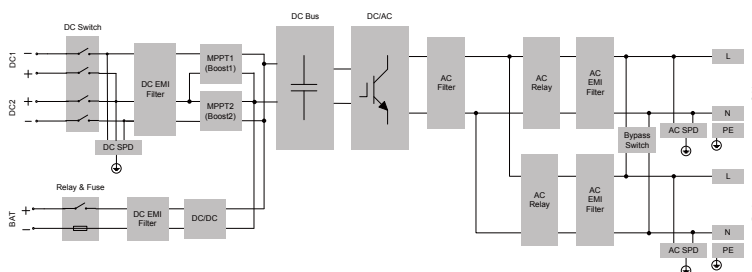 DC Switch
DC Bus
DC/AC
DC1
−
+
DC2
+
−
DC EMI
Filter
MPPT1
(Boost1)
MPPT2
(Boost2)
DC SPD
AC
Filter
AC
Relay
AC
EMI
Filter
Bypass
Switch
AC SPD
L
N
PE
Relay & Fuse
BAT
+
−
DC EMI
Filter
DC/DC
AC
Relay
AC
EMI
Filter
AC SPD
L
N
PE